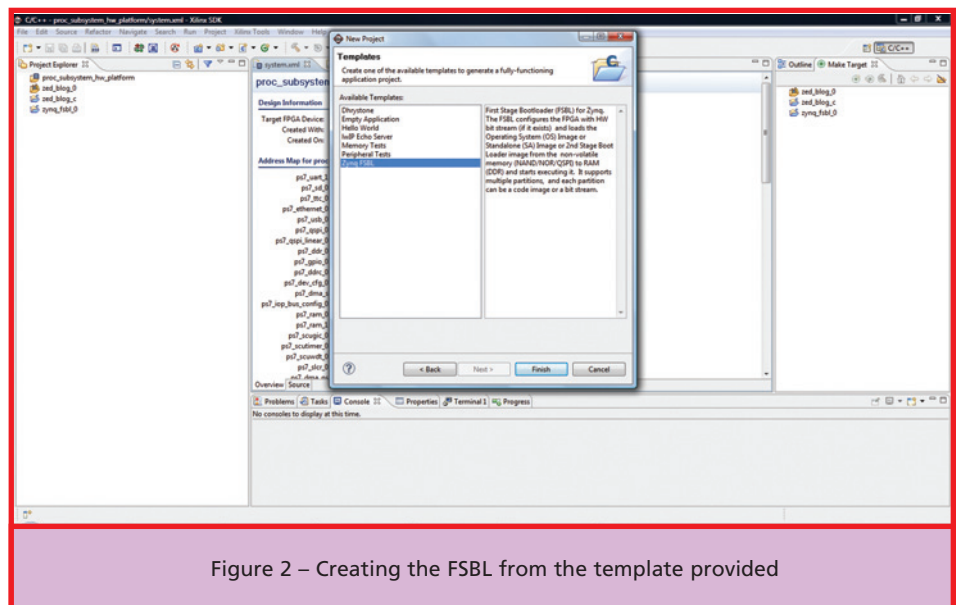 C/C++ - proc_subsystem_hw_platform/system.xml - Xilinx SDK
File Edit Source Refactor Navigate Search Run Project Xilinx Tools Window Help
C/C++
Project Explorer
proc_subsystem_hw_platform
zed_blog_0
zed_blog_c
zynq_fsbl_0
system.xml
proc_subsystem
Design Information
Target FPGA Device:
Created With:
Created On:
Address Map for proc
ps7_uart_1
ps7_sd_0
ps7_ttc_0
ps7_ethernet_0
ps7_usb_0
ps7_qspi_0
ps7_qspi_linear_0
ps7_ddr_0
ps7_gpio_0
ps7_ddrc_0
ps7_dev_cfg_0
ps7_dma_s
ps7_iop_bus_config_0
ps7_ram_0
ps7_ram_1
ps7_scugic_0
ps7_scutimer_0
ps7_scuwdt_0
ps7_slcr_0
Overview Source
New Project
Templates
Create one of the available templates to generate a fully-functioning
application project.
Available Templates:
Dhrystone
Empty Application
Hello World
lwIP Echo Server
Memory Tests
Peripheral Tests
Zynq FSBL
First Stage Bootloader (FSBL) for Zynq.
The FSBL configures the FPGA with HW
bit stream (if it exists) and loads the
Operating System (OS) Image or
Standalone (SA) Image or 2nd Stage Boot
Loader image from the non-volatile
memory (NAND/NOR/QSPI) to RAM
(DDR) and starts executing it. It supports
multiple partitions, and each partition
can be a code image or a bit stream.
< Back Next > Finish Cancel
Outline Make Target
zed_blog_0
zed_blog_c
zynq_fsbl_0
Problems Tasks Console Properties Terminal 1 Progress
No consoles to display at this time.
Figure 2 – Creating the FSBL from the template provided